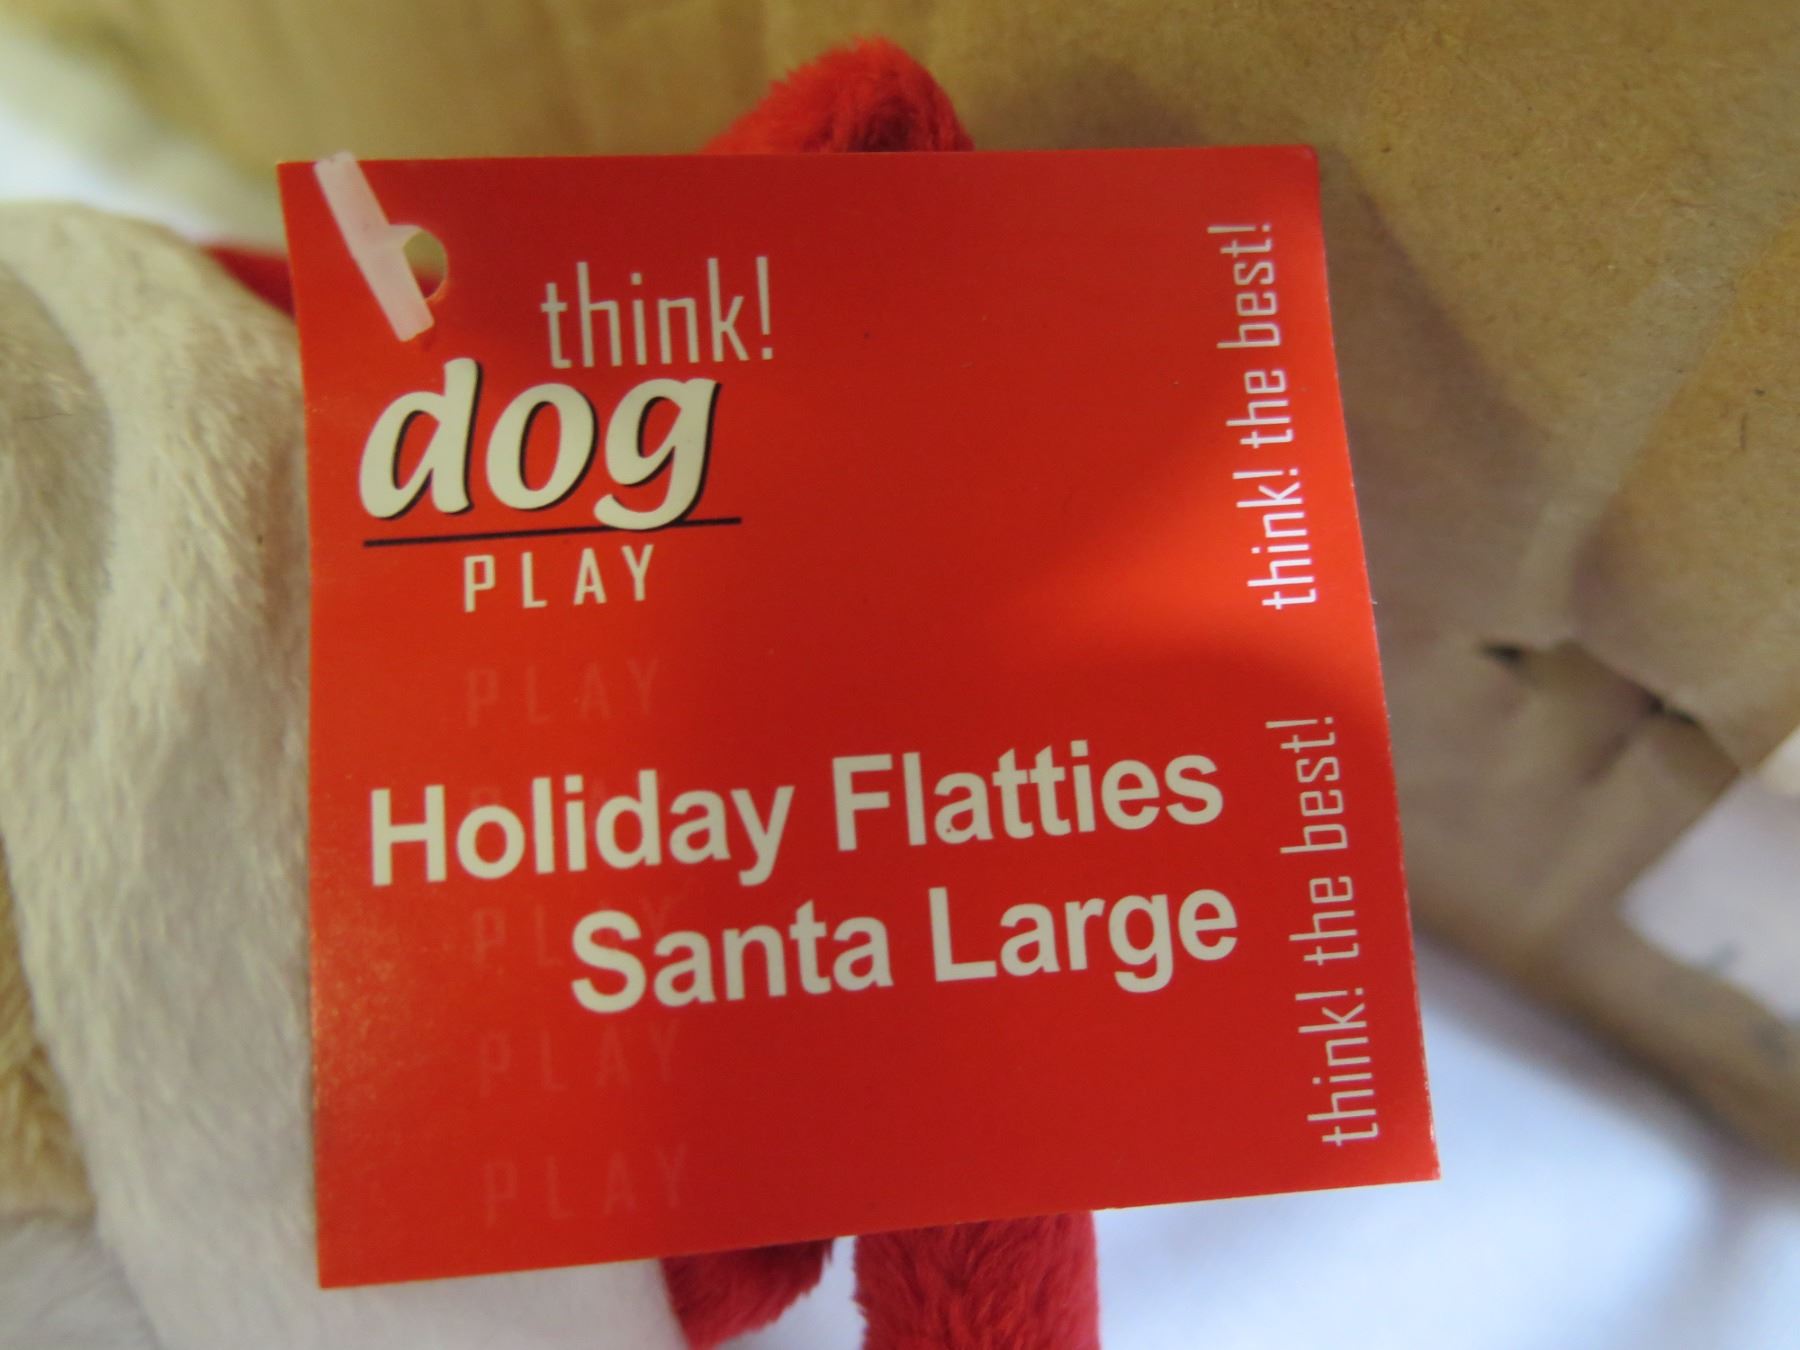 think!
dog
PLAY
PLAY
Holiday Flatties
PLAY
Santa Large
PLAY
PLAY
think! the best!
think! the best!